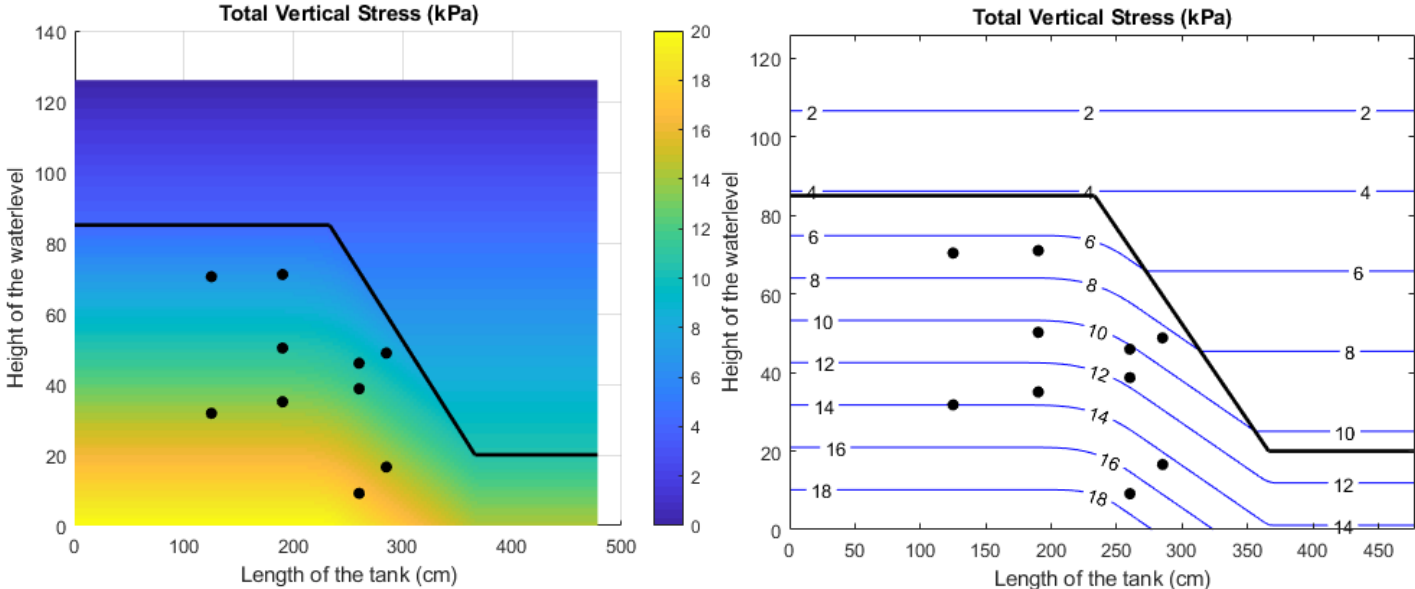 Total Vertical Stress (kPa)
140
120
100
80
60
40
20
0
0 100 200 300 400 500
Height of the waterlevel
Length of the tank (cm)
20
18
16
14
12
10
8
6
4
2
0
Total Vertical Stress (kPa)
120
100
80
60
40
20
0
0 50 100 150 200 250 300 350 400 450
Height of the waterlevel
Length of the tank (cm)
2 2 2
4 4 4
6 6 6
8 8 8
10 10 10
12 12 12
14 14 14
16 16
18 18